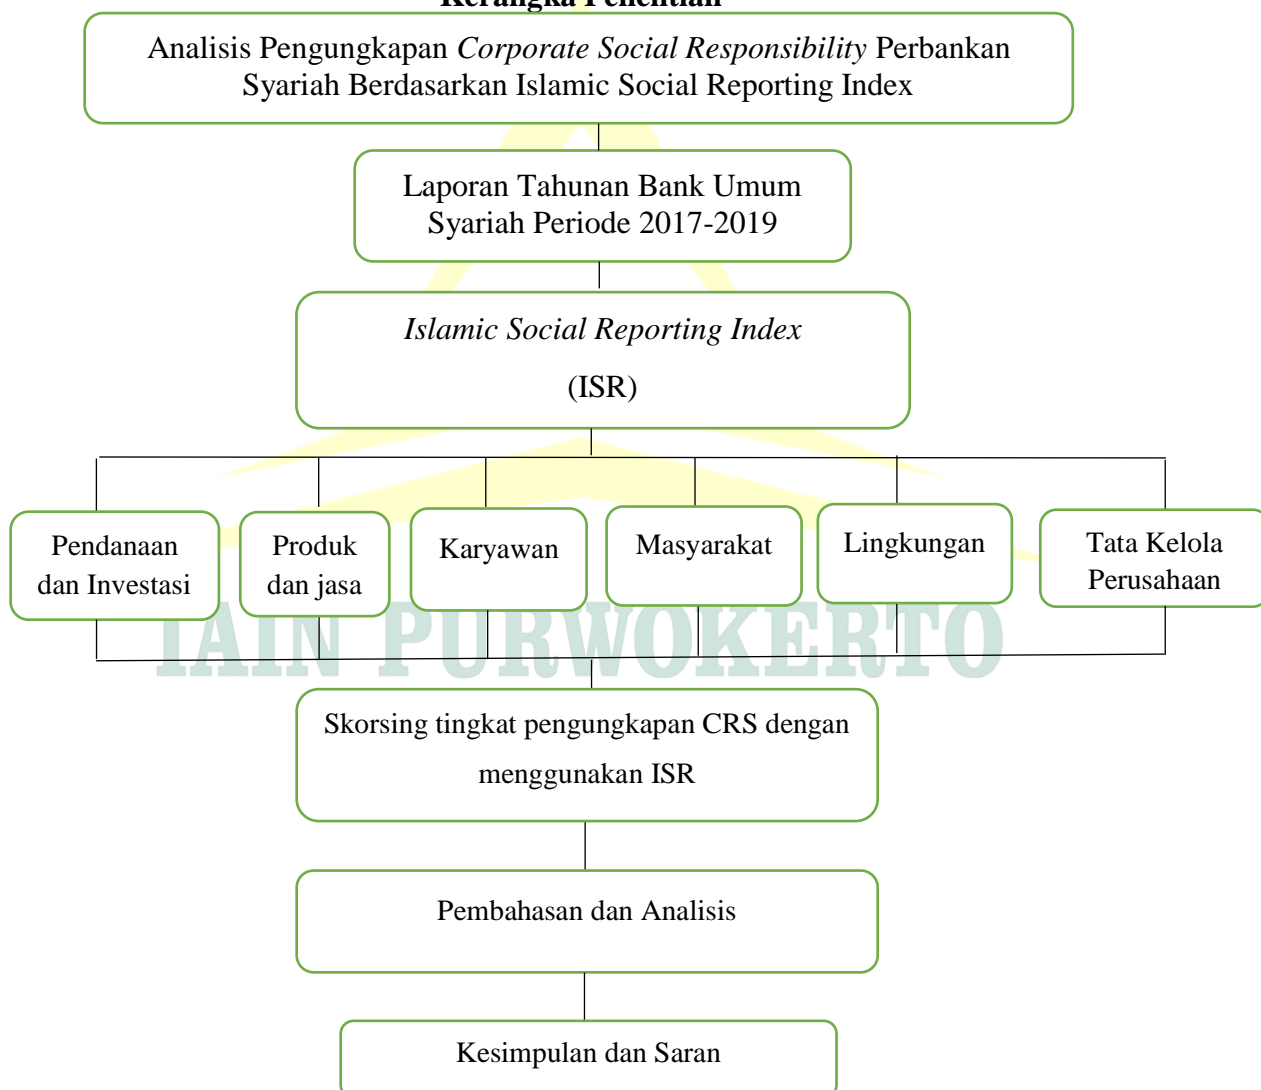 Kerangka Penelitian
Analisis Pengungkapan Corporate Social Responsibility Perbankan
Syariah Berdasarkan Islamic Social Reporting Index
Laporan Tahunan Bank Umum
Syariah Periode 2017-2019
Islamic Social Reporting Index
(ISR)
Pendanaan
dan Investasi
Produk
dan jasa
Karyawan
Masyarakat
Lingkungan
Tata Kelola
Perusahaan
IAIN PURWOKERTO
Skorsing tingkat pengungkapan CRS dengan
menggunakan ISR
Pembahasan dan Analisis
Kesimpulan dan Saran